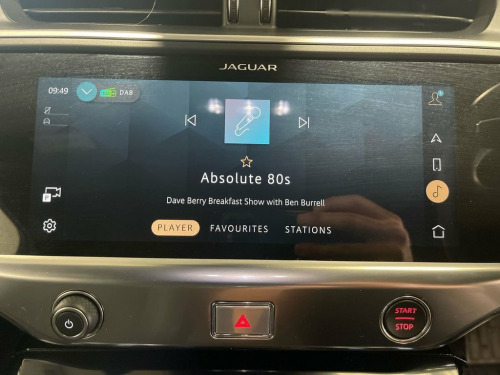 JAGUAR
09:49 DAB
Absolute 80s
Dave Berry Breakfast Show with Ben Burrell
PLAYER FAVOURITES STATIONS
START
STOP